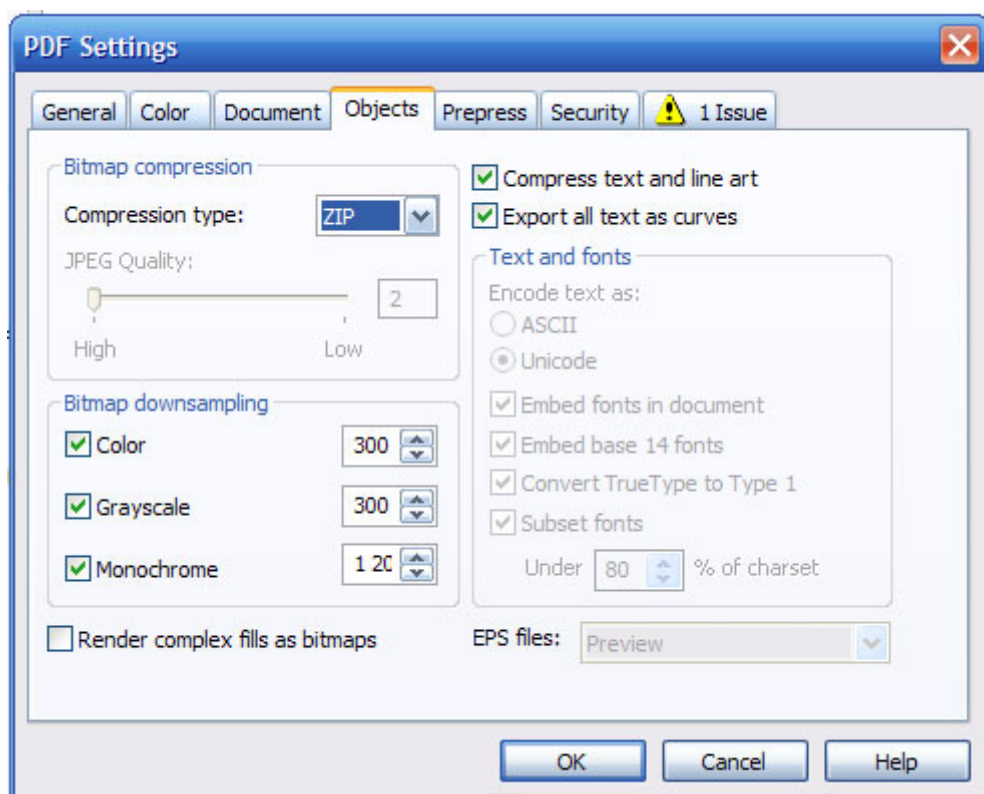 PDF Settings
General Color Document Objects Prepress Security 1 Issue
Bitmap compression
Compression type: ZIP
JPEG Quality:
2
High Low
Bitmap downsampling
Color 300
Grayscale 300
Monochrome 1 20
Render complex fills as bitmaps
Compress text and line art
Export all text as curves
Text and fonts
Encode text as:
ASCII
Unicode
Embed fonts in document
Embed base 14 fonts
Convert TrueType to Type 1
Subset fonts
Under 80 % of charset
EPS files: Preview
OK Cancel Help